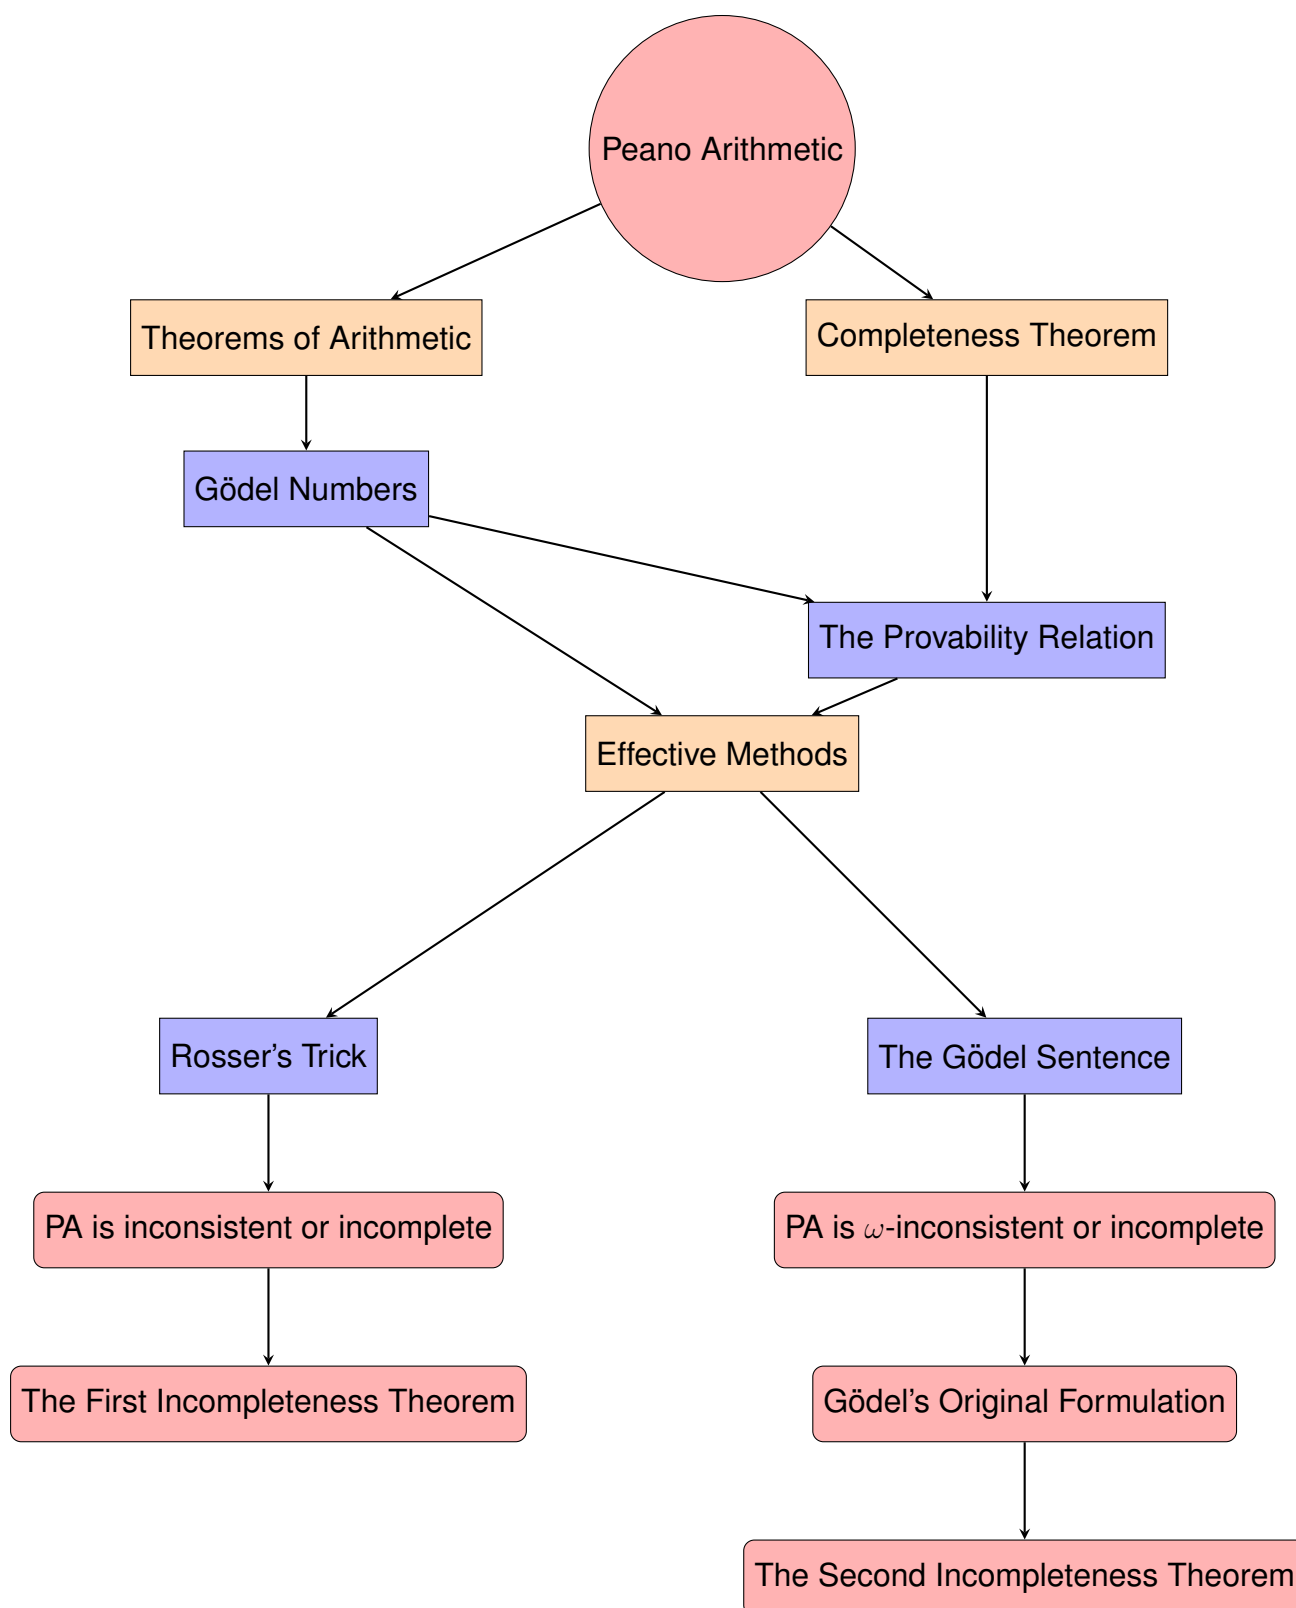 Peano Arithmetic
Theorems of Arithmetic
Completeness Theorem
Gödel Numbers
The Provability Relation
Effective Methods
Rosser’s Trick
The Gödel Sentence
PA is inconsistent or incomplete
PA is ω-inconsistent or incomplete
The First Incompleteness Theorem
Gödel’s Original Formulation
The Second Incompleteness Theorem